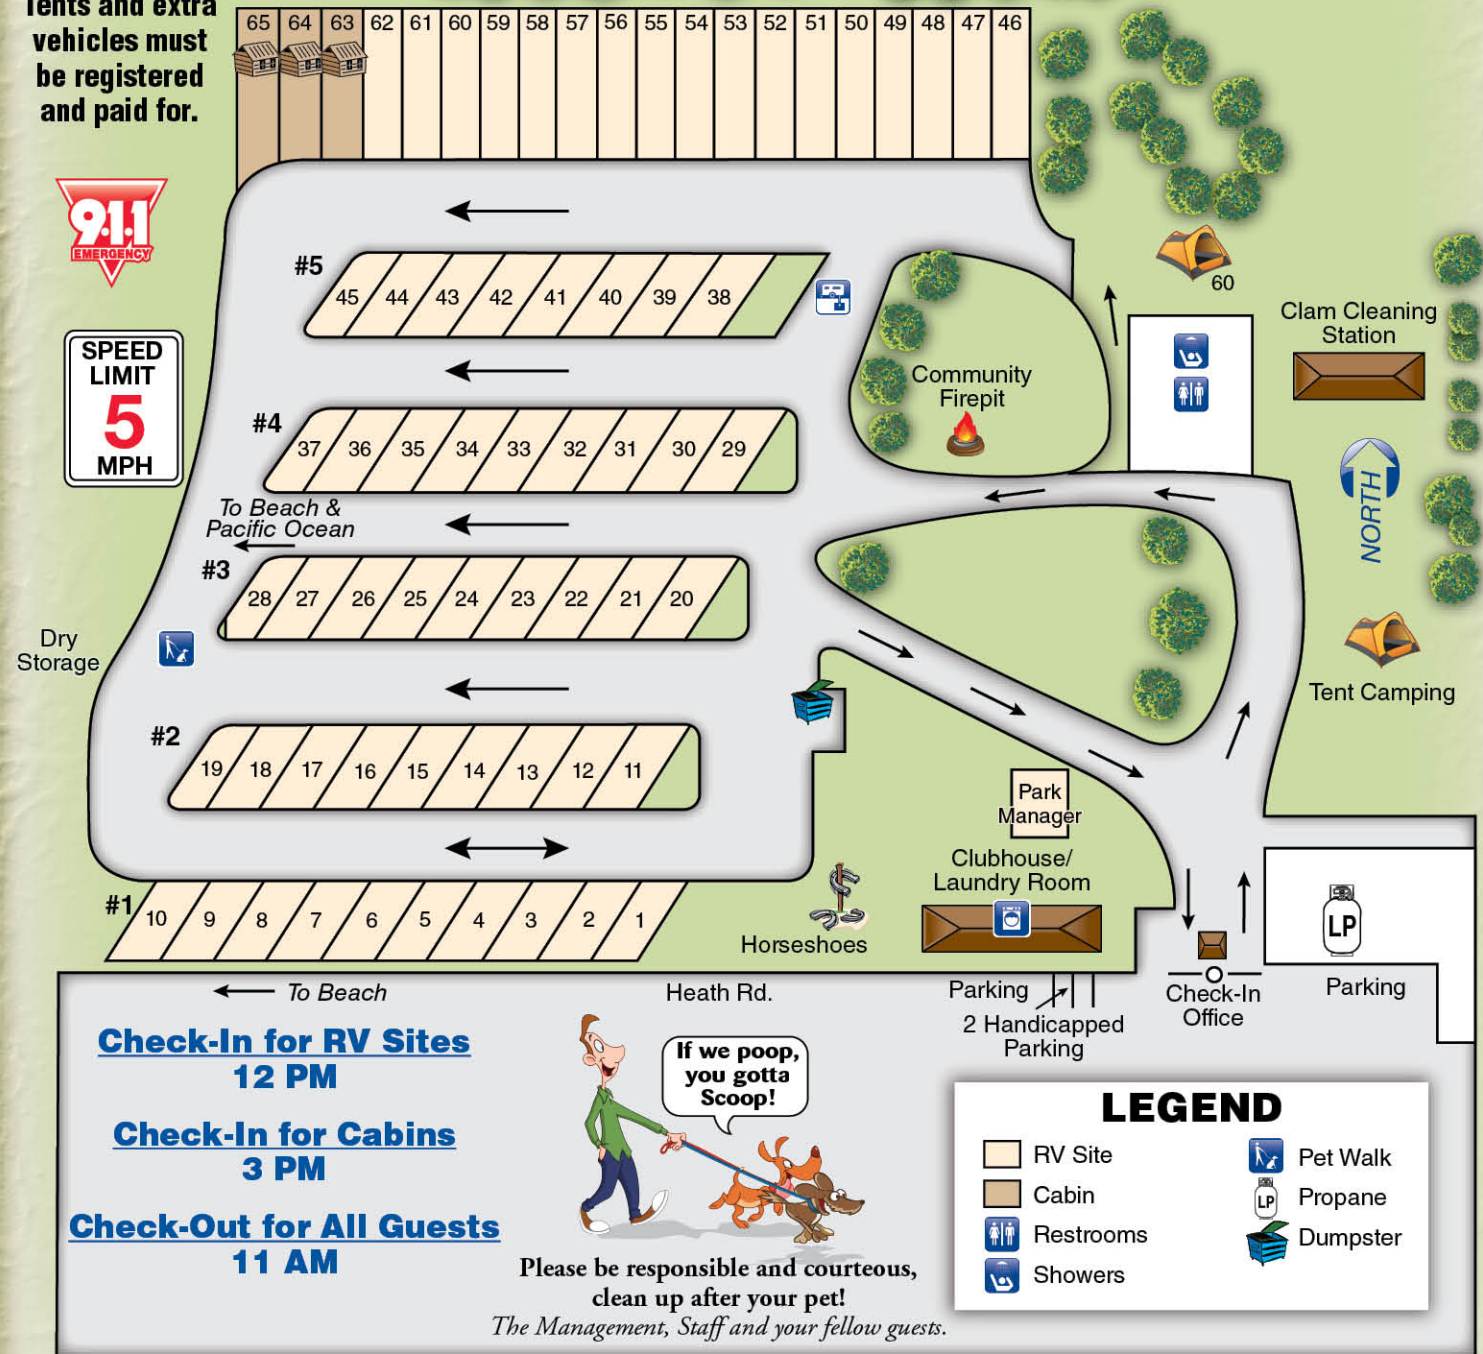 Tents and extra
vehicles must
be registered
and paid for.
65 64 63 62 61 60 59 58 57 56 55 54 53 52 51 50 49 48 47 46
9·1·1
EMERGENCY
#5
45 44 43 42 41 40 39 38
60
Clam Cleaning
Station
SPEED
LIMIT
5
MPH
Community
Firepit
#4
37 36 35 34 33 32 31 30 29
NORTH
To Beach &
Pacific Ocean
#3
28 27 26 25 24 23 22 21 20
Dry
Storage
Tent Camping
#2
19 18 17 16 15 14 13 12 11
Park
Manager
Clubhouse/
Laundry Room
#1
10 9 8 7 6 5 4 3 2 1
Horseshoes
LP
To Beach
Heath Rd.
Parking
2 Handicapped
Parking
Check-In
Office
Parking
Check-In for RV Sites
12 PM
Check-In for Cabins
3 PM
Check-Out for All Guests
11 AM
If we poop,
you gotta
Scoop!
Please be responsible and courteous,
clean up after your pet!
The Management, Staff and your fellow guests.
LEGEND
RV Site
Cabin
Restrooms
Showers
Pet Walk
LP
Propane
Dumpster